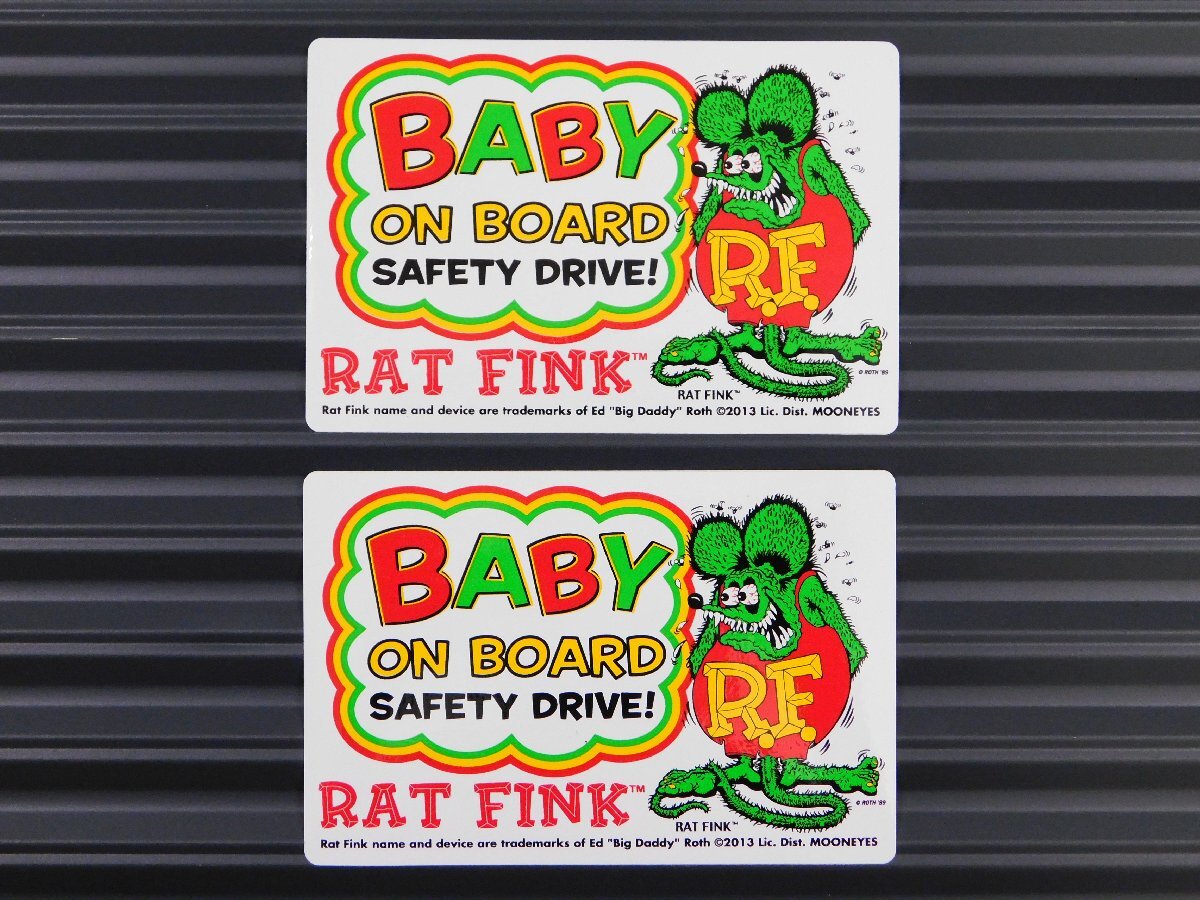 BABY
ON BOARD
SAFETY DRIVE!
R.F.
© ROTH '89
RAT FINK™
RAT FINK™
Rat Fink name and device are trademarks of Ed "Big Daddy" Roth ©2013 Lic. Dist. MOONEYES
BABY
ON BOARD
SAFETY DRIVE!
R.F.
© ROTH '89
RAT FINK™
RAT FINK™
Rat Fink name and device are trademarks of Ed "Big Daddy" Roth ©2013 Lic. Dist. MOONEYES